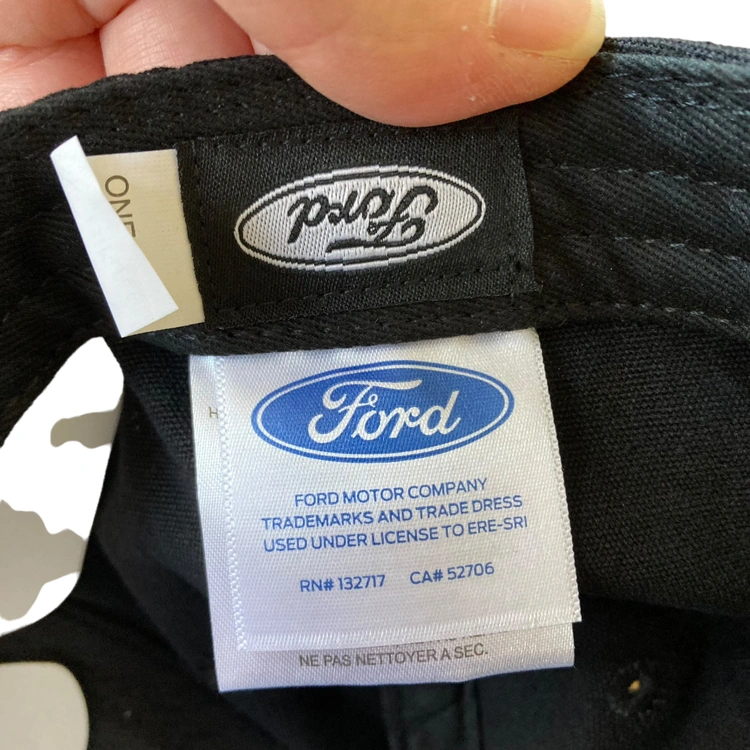 ONE
Ford
Ford
FORD MOTOR COMPANY
TRADEMARKS AND TRADE DRESS
USED UNDER LICENSE TO ERE-SRI
RN# 132717 CA# 52706
NE PAS NETTOYER A SEC.